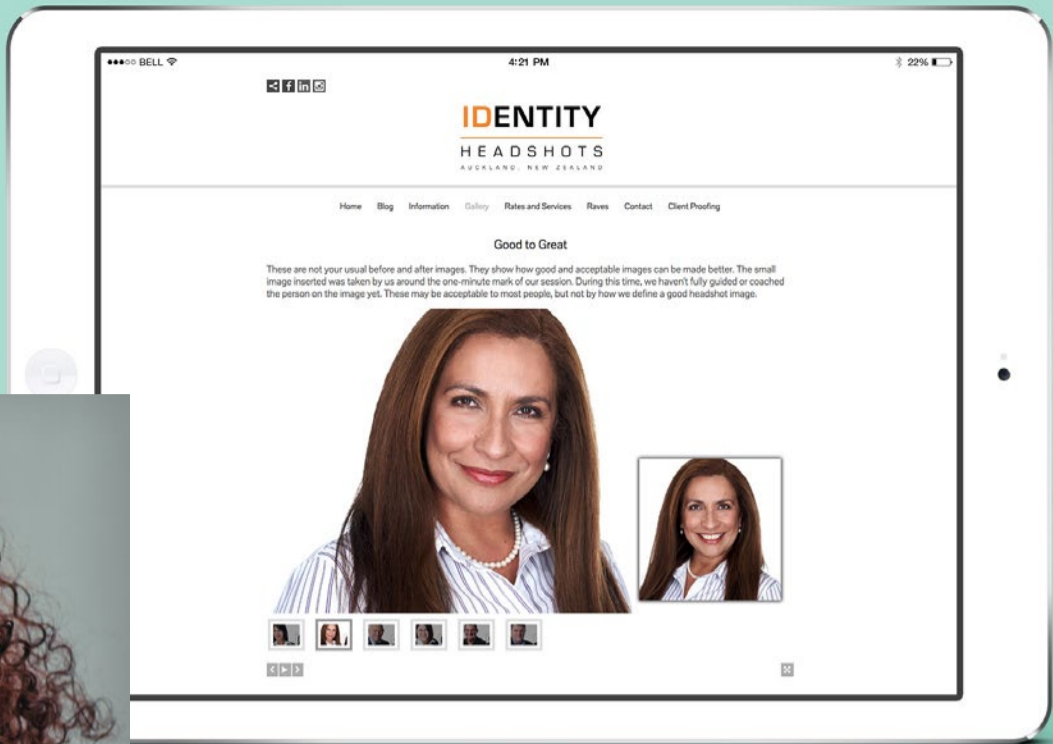 BELL
4:21 PM
22%
IDENTITY
HEADSHOTS
AUCKLAND, NEW ZEALAND
Home Blog Information Gallery Rates and Services Raves Contact Client Proofing
Good to Great
These are not your usual before and after images. They show how good and acceptable images can be made better. The small
image inserted was taken by us around the one-minute mark of our session. During this time, we haven't fully guided or coached
the person on the image yet. These may be acceptable to most people, but not by how we define a good headshot image.